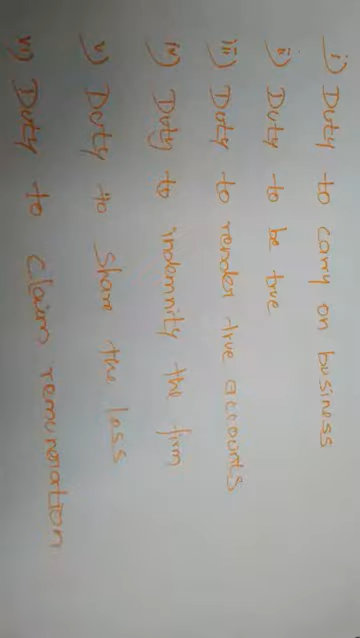 i) Duty to carry on business
ii) Duty to be true
iii) Duty to render true accounts
iv) Duty to indemnity the firm
v) Duty to share the loss
vi) Duty to claim remuneration